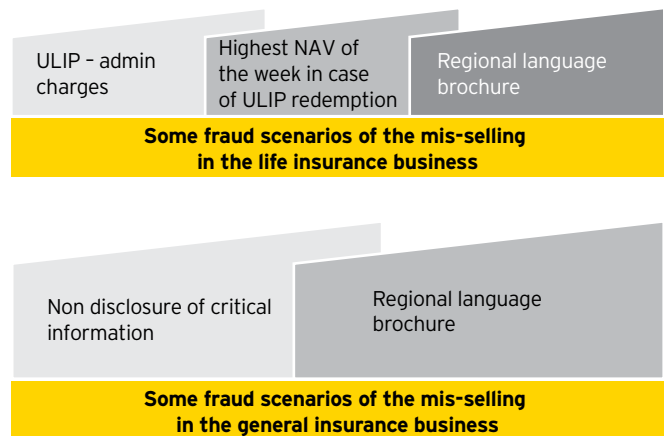 ULIP – admin
charges
Highest NAV of
the week in case
of ULIP redemption
Regional language
brochure
Some fraud scenarios of the mis-selling
in the life insurance business
Non disclosure of critical
information
Regional language
brochure
Some fraud scenarios of the mis-selling
in the general insurance business